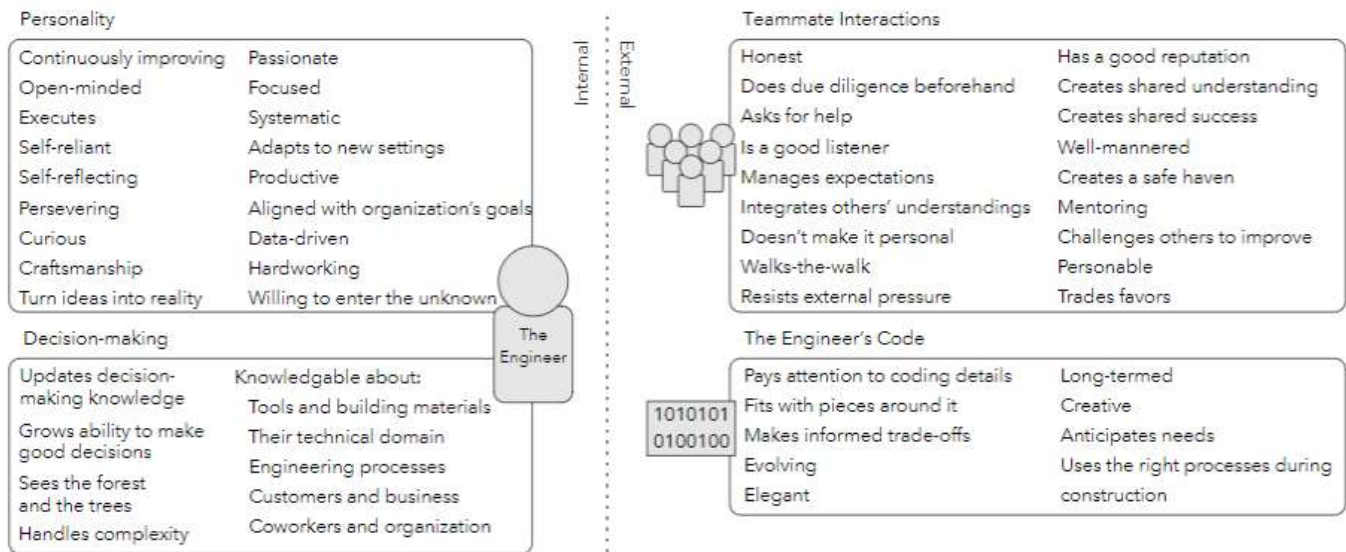 Personality
Continuously improving
Open-minded
Executes
Self-reliant
Self-reflecting
Persevering
Curious
Craftsmanship
Turn ideas into reality
Passionate
Focused
Systematic
Adapts to new settings
Productive
Aligned with organization's goals
Data-driven
Hardworking
Willing to enter the unknown
Decision-making
Updates decision-
making knowledge
Grows ability to make
good decisions
Sees the forest
and the trees
Handles complexity
Knowledgable about:
Tools and building materials
Their technical domain
Engineering processes
Customers and business
Coworkers and organization
The
Engineer
Internal
External
Teammate Interactions
Honest
Does due diligence beforehand
Asks for help
Is a good listener
Manages expectations
Integrates others' understandings
Doesn't make it personal
Walks-the-walk
Resists external pressure
Has a good reputation
Creates shared understanding
Creates shared success
Well-mannered
Creates a safe haven
Mentoring
Challenges others to improve
Personable
Trades favors
The Engineer's Code
1010101
0100100
Pays attention to coding details
Fits with pieces around it
Makes informed trade-offs
Evolving
Elegant
Long-termed
Creative
Anticipates needs
Uses the right processes during
construction